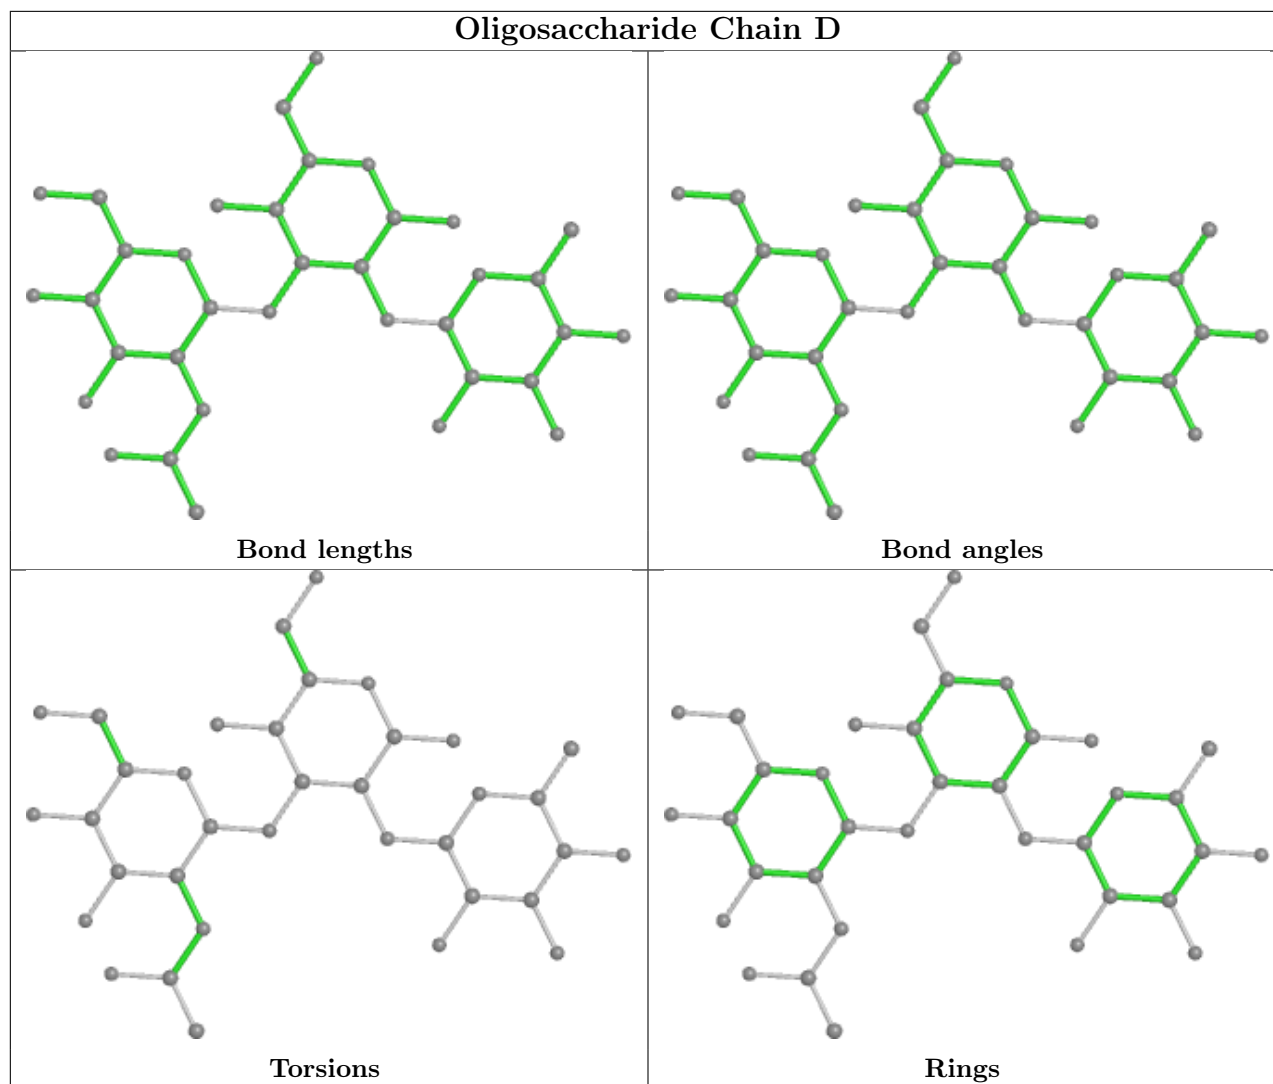 Oligosaccharide Chain D
Bond lengths
Bond angles
Torsions
Rings